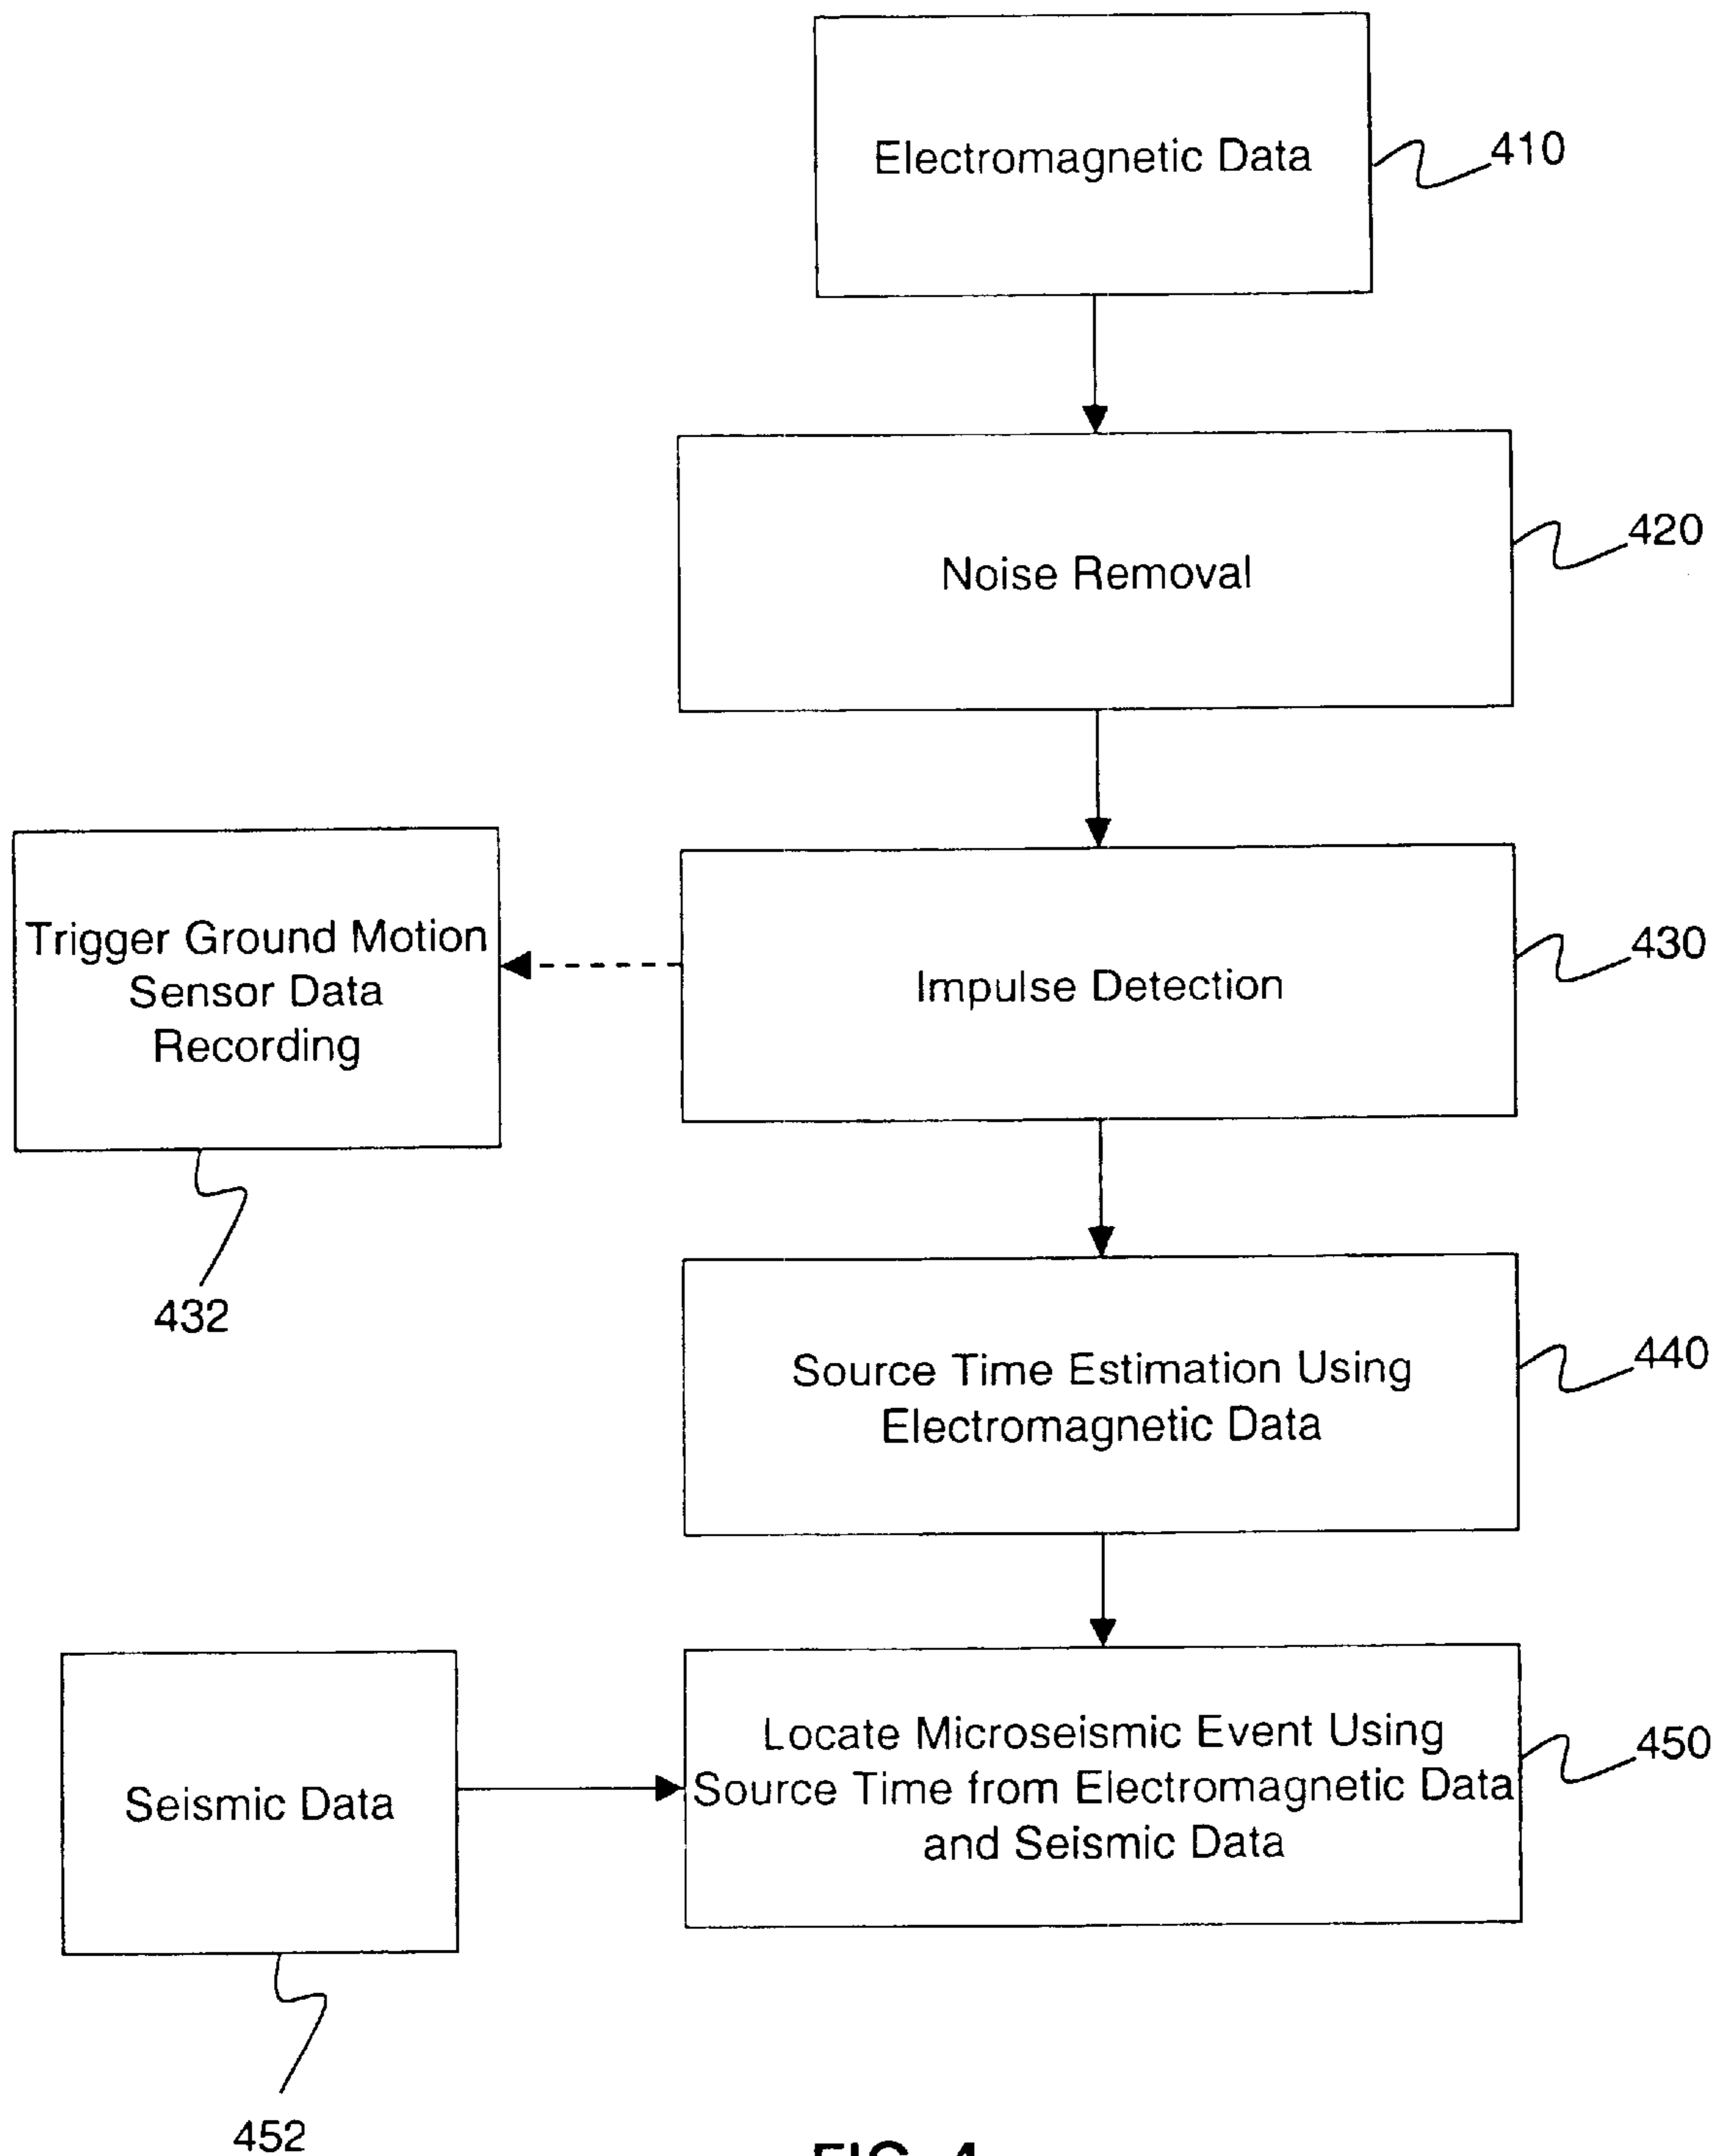 Electromagnetic Data
410
Noise Removal
420
Trigger Ground Motion
Sensor Data
Recording
432
Impulse Detection
430
Source Time Estimation Using
Electromagnetic Data
440
Seismic Data
452
Locate Microseismic Event Using
Source Time from Electromagnetic Data
and Seismic Data
450
FIG. 4